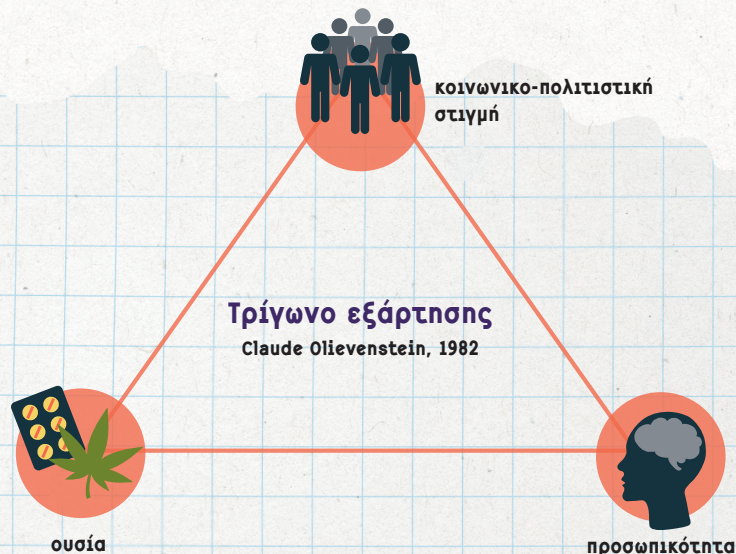 κοινωνικο-πολιτιστική
στιγμή
Τρίγωνο εξάρτησης
Claude Olievenstein, 1982
ουσία
προσωπικότητα